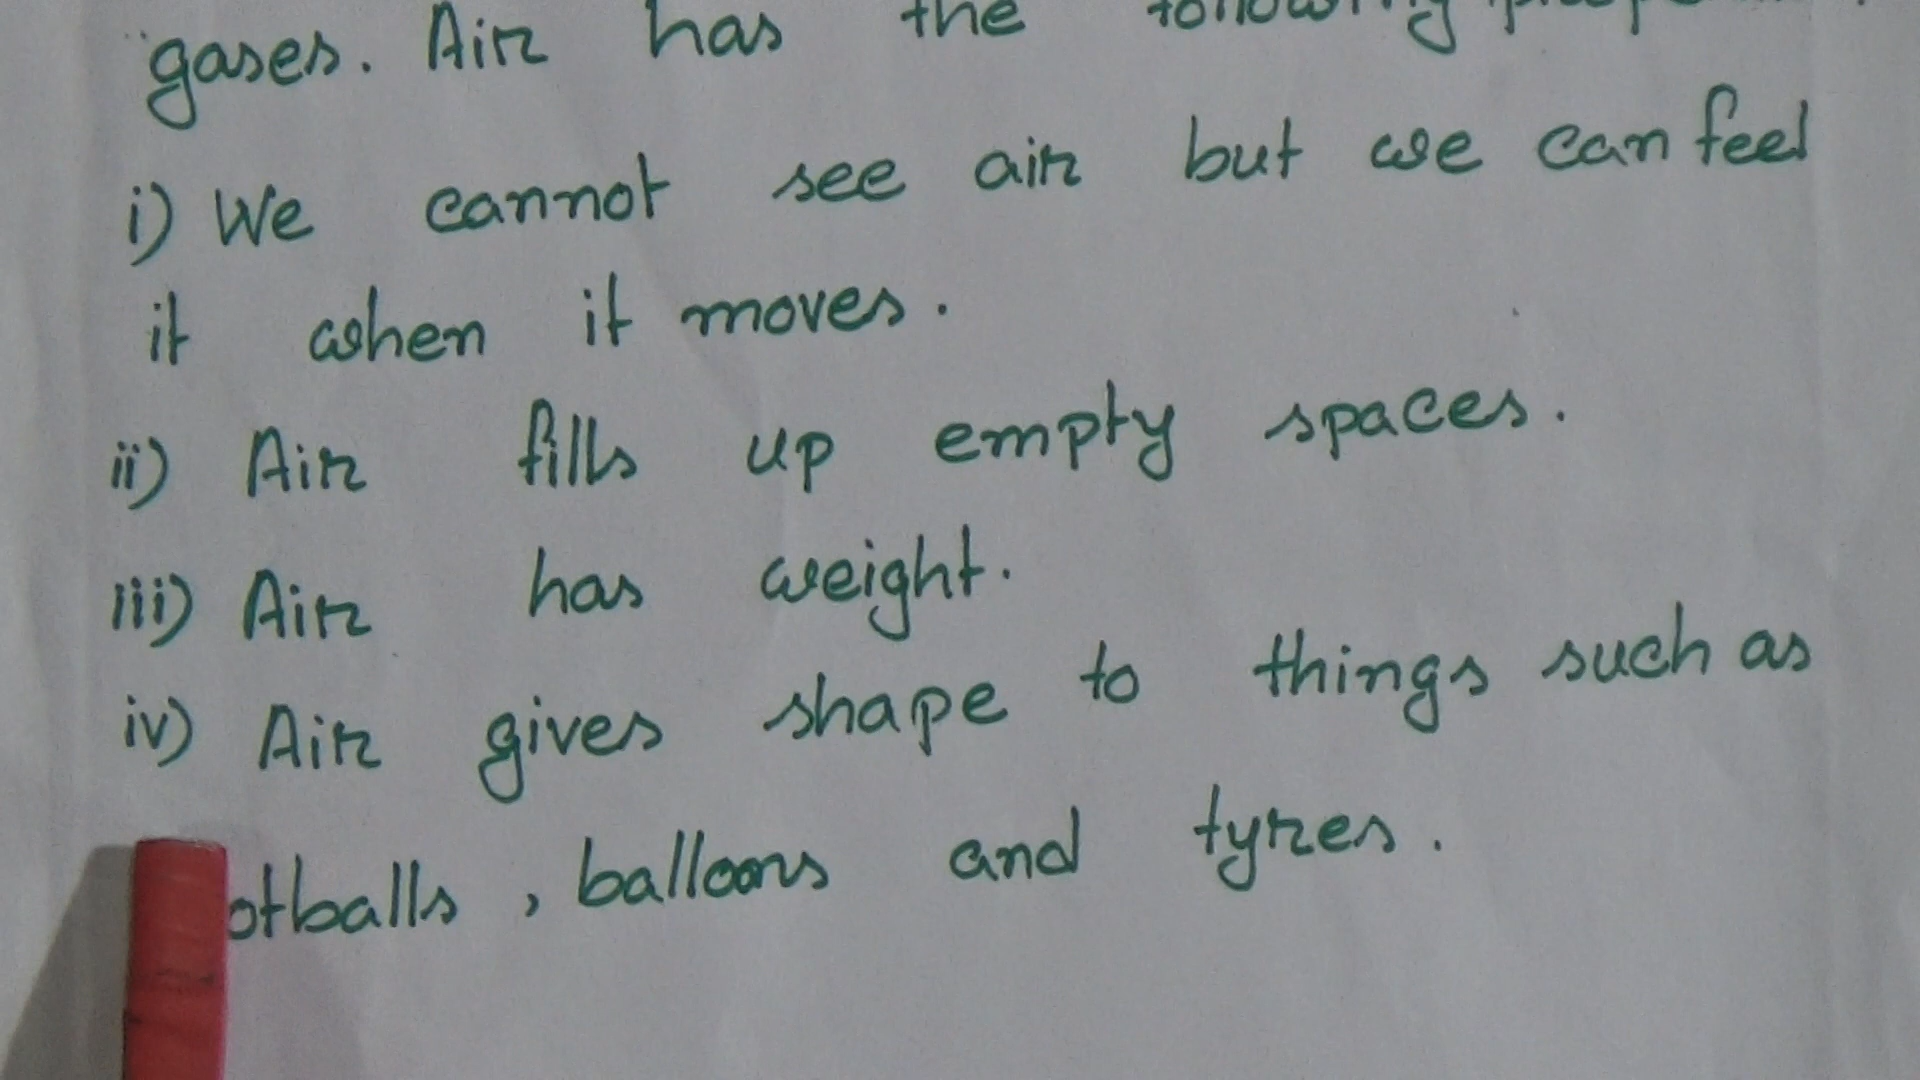 gases. Air has the following
i) We cannot see air but we can feel
it when it moves.
ii) Air fills up empty spaces.
iii) Air has weight.
iv) Air gives shape to things such as
otballs, balloons and tyres.